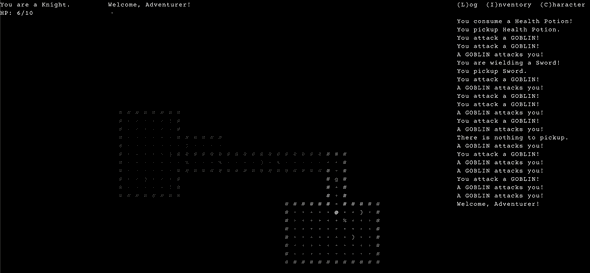 You are a Knight.
HP: 6/10
Welcome, Adventurer!
(L)og (I)nventory (C)haracter
You consume a Health Potion!
You pickup Health Potion.
You attack a GOBLIN!
You attack a GOBLIN!
A GOBLIN attacks you!
You are wielding a Sword!
You pickup Sword.
You attack a GOBLIN!
A GOBLIN attacks you!
You attack a GOBLIN!
You attack a GOBLIN!
A GOBLIN attacks you!
You attack a GOBLIN!
A GOBLIN attacks you!
There is nothing to pickup.
A GOBLIN attacks you!
You attack a GOBLIN!
A GOBLIN attacks you!
A GOBLIN attacks you!
You attack a GOBLIN!
A GOBLIN attacks you!
A GOBLIN attacks you!
Welcome, Adventurer!